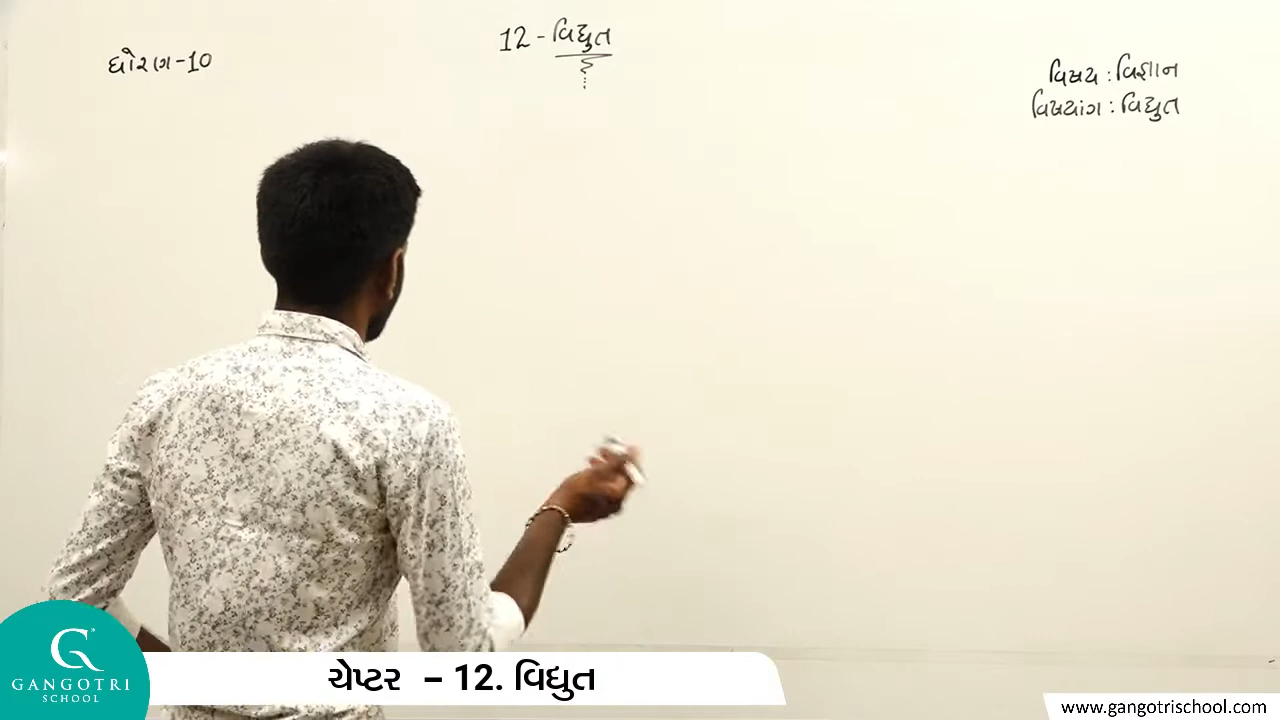 ધોરણ-10
12 - વિદ્યુત
વિષય : વિજ્ઞાન
વિષયાંગ : વિદ્યુત
GANGOTRI
SCHOOL
ચેપ્ટર – 12. વિદ્યુત
www.gangotrischool.com